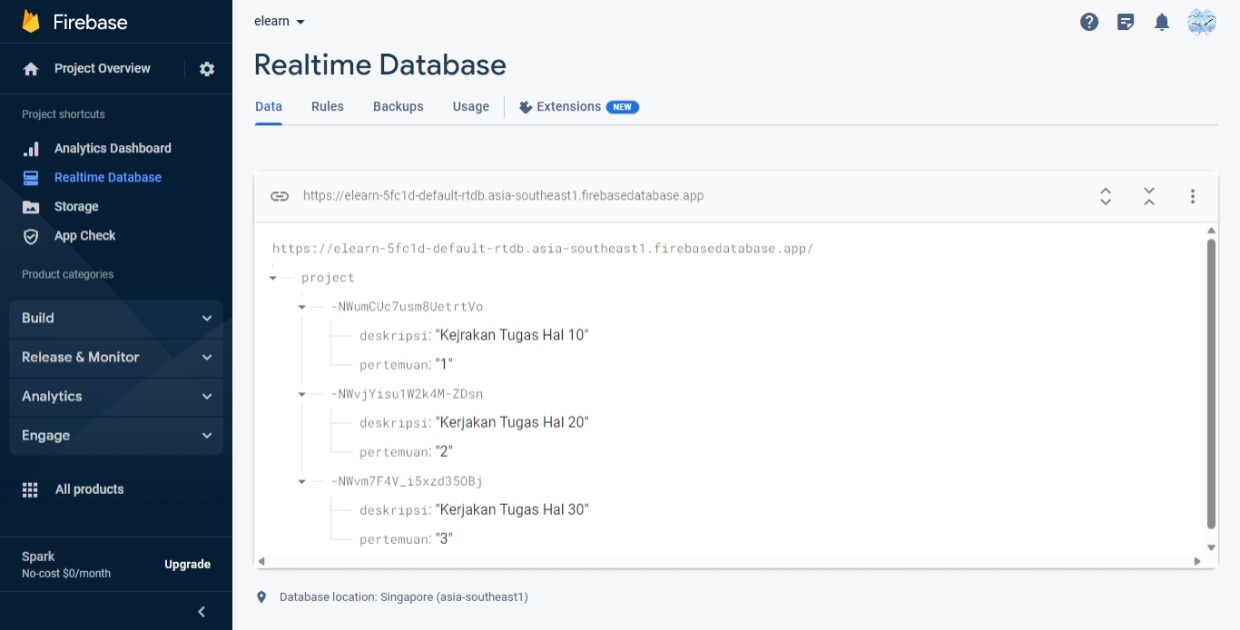 Firebase
Project Overview
Project shortcuts
Analytics Dashboard
Realtime Database
Storage
App Check
Product categories
Build
Release & Monitor
Analytics
Engage
All products
Spark
No-cost $0/month
Upgrade
elearn
Realtime Database
Data Rules Backups Usage Extensions NEW
https://elearn-5fc1d-default-rtdb.asia-southeast1.firebasedatabase.app
https://elearn-5fc1d-default-rtdb.asia-southeast1.firebasedatabase.app/
project
-NWumCUc7usm8UetrtVo
deskripsi: "Kejrakan Tugas Hal 10"
pertemuan: "1"
-NWvjYisu1W2k4M-ZDsn
deskripsi: "Kerjakan Tugas Hal 20"
pertemuan: "2"
-NWvm7F4V_i5xzd35OBj
deskripsi: "Kerjakan Tugas Hal 30"
pertemuan: "3"
Database location: Singapore (asia-southeast1)